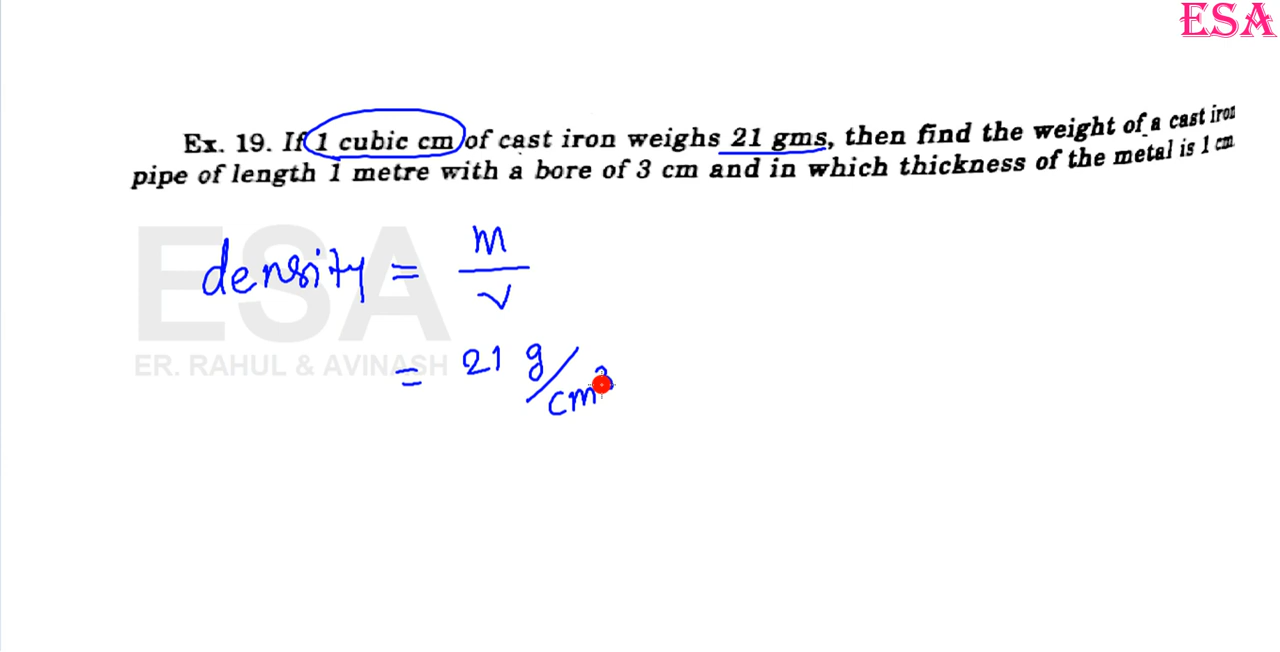 ESA
Ex. 19. If 1 cubic cm of cast iron weighs 21 gms, then find the weight of a cast iron
pipe of length 1 metre with a bore of 3 cm and in which thickness of the metal is 1 cm
ESA
ER. RAHUL & AVINASH
density = m/v
= 21 g/cm³